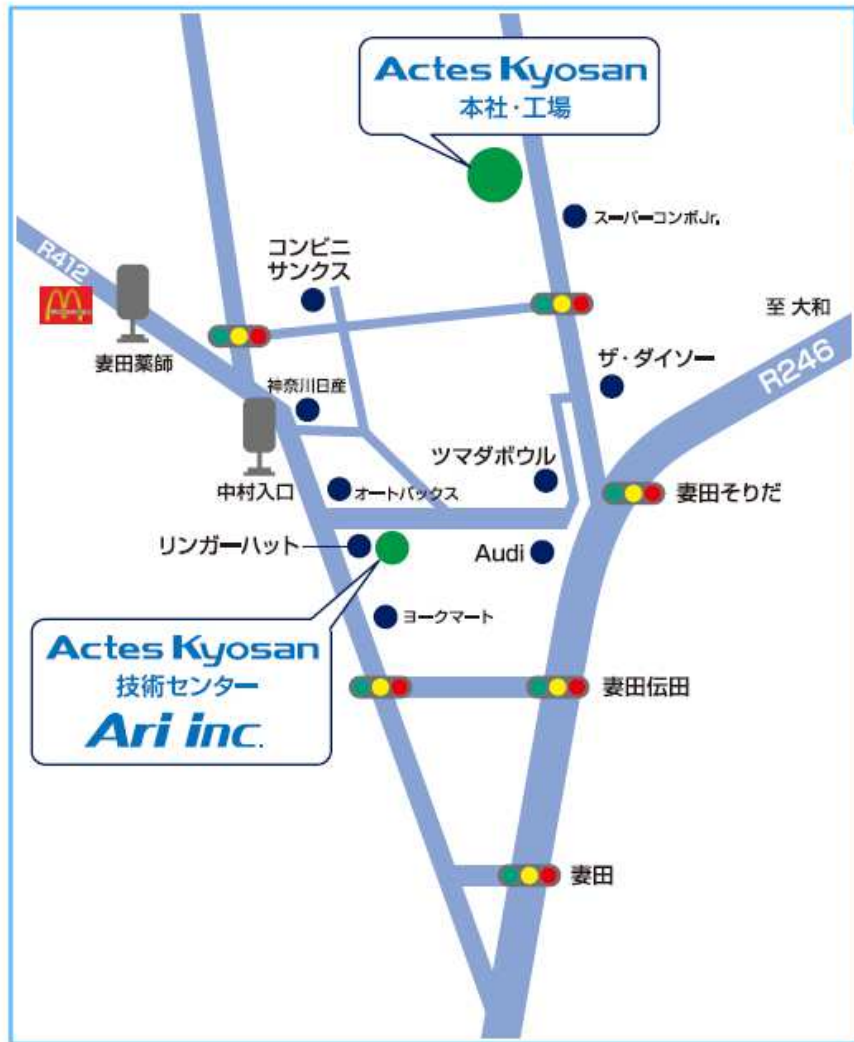 Actes Kyosan
本社・工場
スーパーコンボJr.
コンビニ
サンクス
R412
至 大和
妻田薬師
ザ・ダイソー
R246
神奈川日産
ツマダボウル
中村入口
オートバックス
妻田そりだ
リンガーハット
Audi
ヨークマート
Actes Kyosan
技術センター
Ari inc.
妻田伝田
妻田